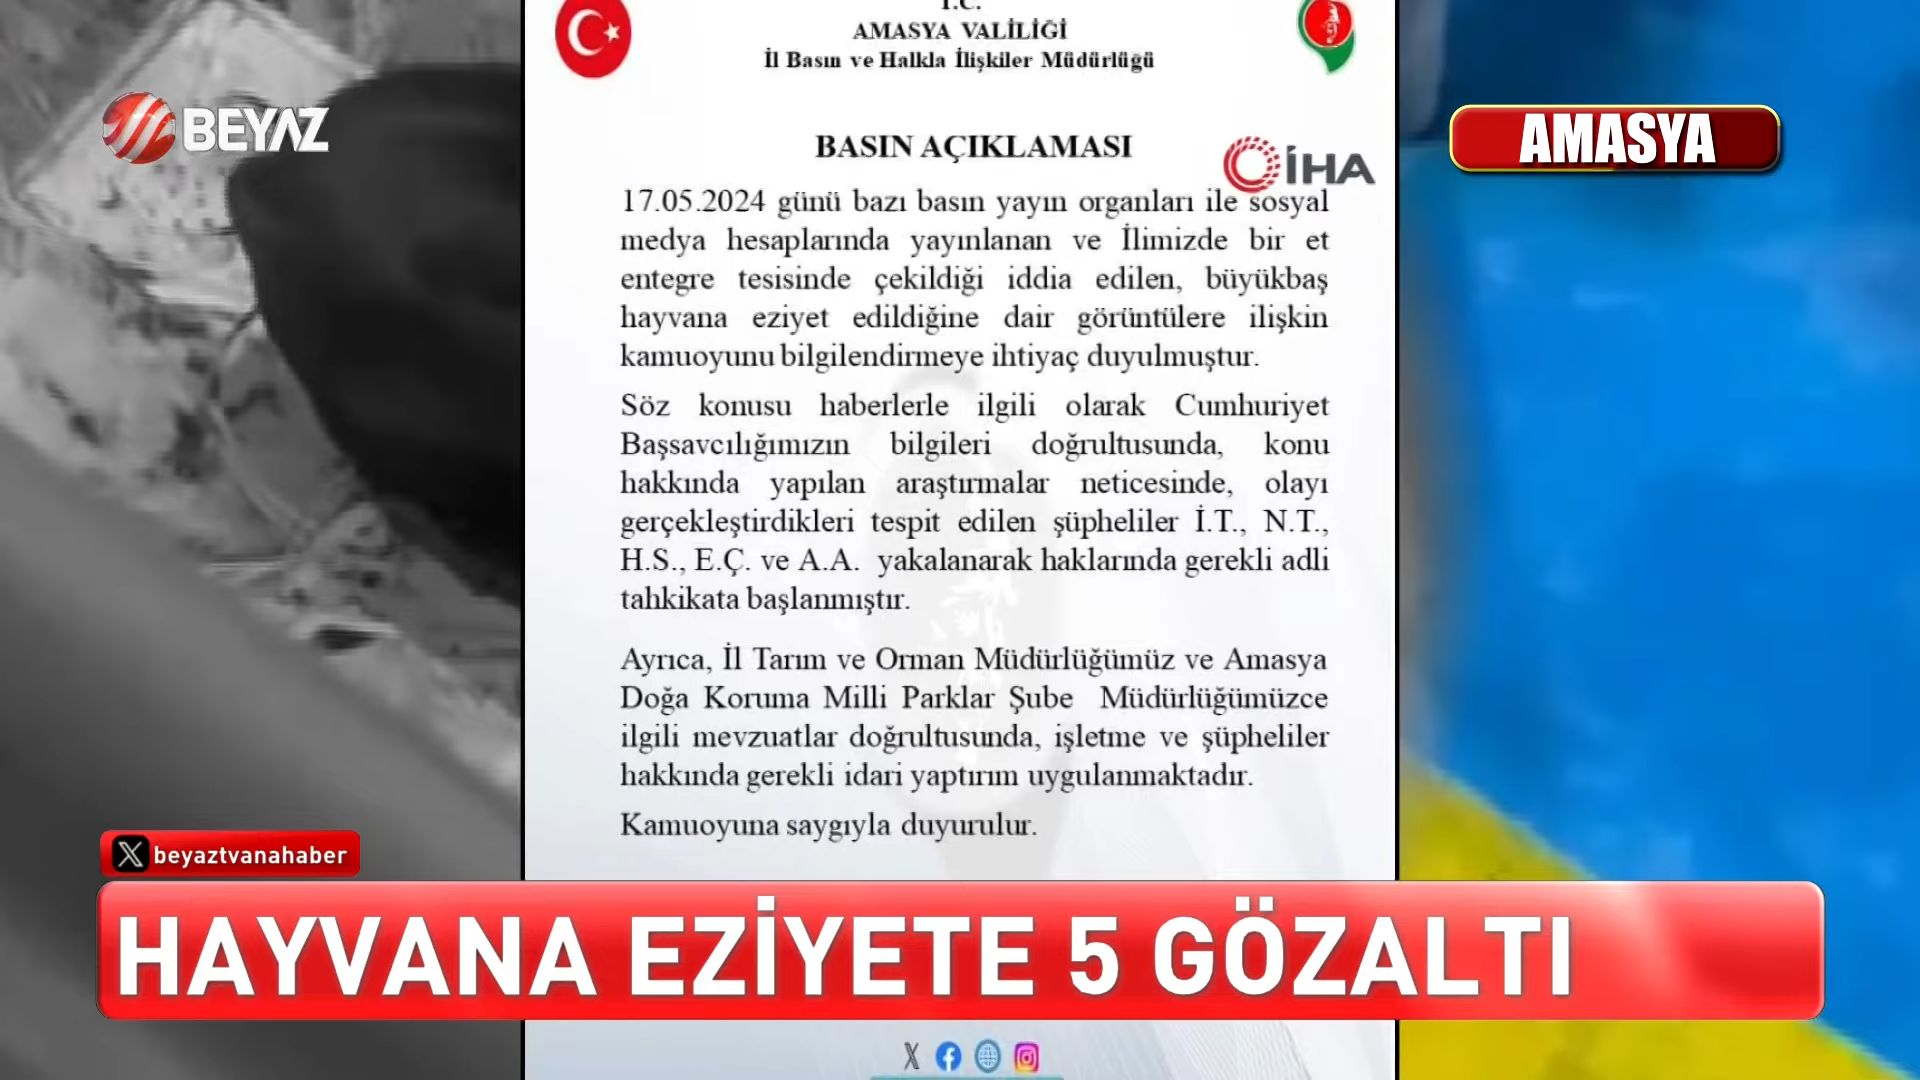 T.C.
AMASYA VALİLİĞİ
İl Basın ve Halkla İlişkiler Müdürlüğü
BEYAZ
AMASYA
BASIN AÇIKLAMASI
İHA
17.05.2024 günü bazı basın yayın organları ile sosyal
medya hesaplarında yayınlanan ve İlimizde bir et
entegre tesisinde çekildiği iddia edilen, büyükbaş
hayvana eziyet edildiğine dair görüntülere ilişkin
kamuoyunu bilgilendirmeye ihtiyaç duyulmuştur.
Söz konusu haberlerle ilgili olarak Cumhuriyet
Başsavcılığımızın bilgileri doğrultusunda, konu
hakkında yapılan araştırmalar neticesinde, olayı
gerçekleştirdikleri tespit edilen şüpheliler İ.T., N.T.,
H.S., E.Ç. ve A.A. yakalanarak haklarında gerekli adli
tahkikata başlanmıştır.
Ayrıca, İl Tarım ve Orman Müdürlüğümüz ve Amasya
Doğa Koruma Milli Parklar Şube Müdürlüğümüzce
ilgili mevzuatlar doğrultusunda, işletme ve şüpheliler
hakkında gerekli idari yaptırım uygulanmaktadır.
Kamuoyuna saygıyla duyurulur.
X beyaztvanahaber
HAYVANA EZİYETE 5 GÖZALTI